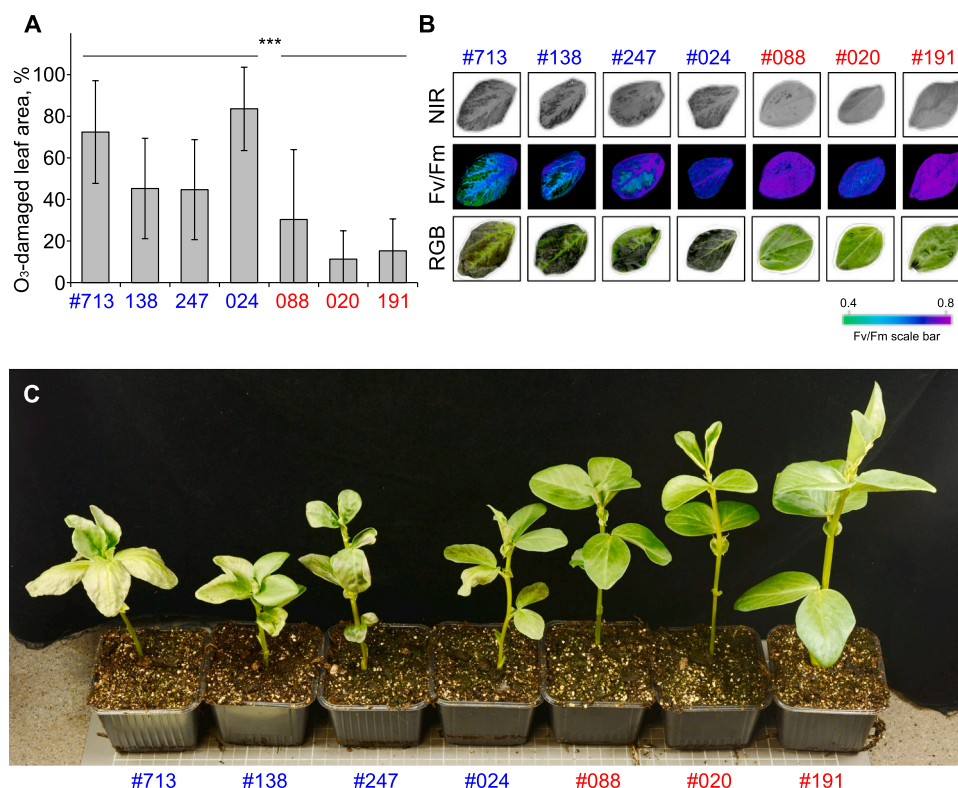 A
***
O₃-damaged leaf area, %
100
80
60
40
20
0
#713 138 247 024 088 020 191
B
#713 #138 #247 #024 #088 #020 #191
NIR
Fv/Fm
RGB
0.4 0.8
Fv/Fm scale bar
C
#713 #138 #247 #024 #088 #020 #191